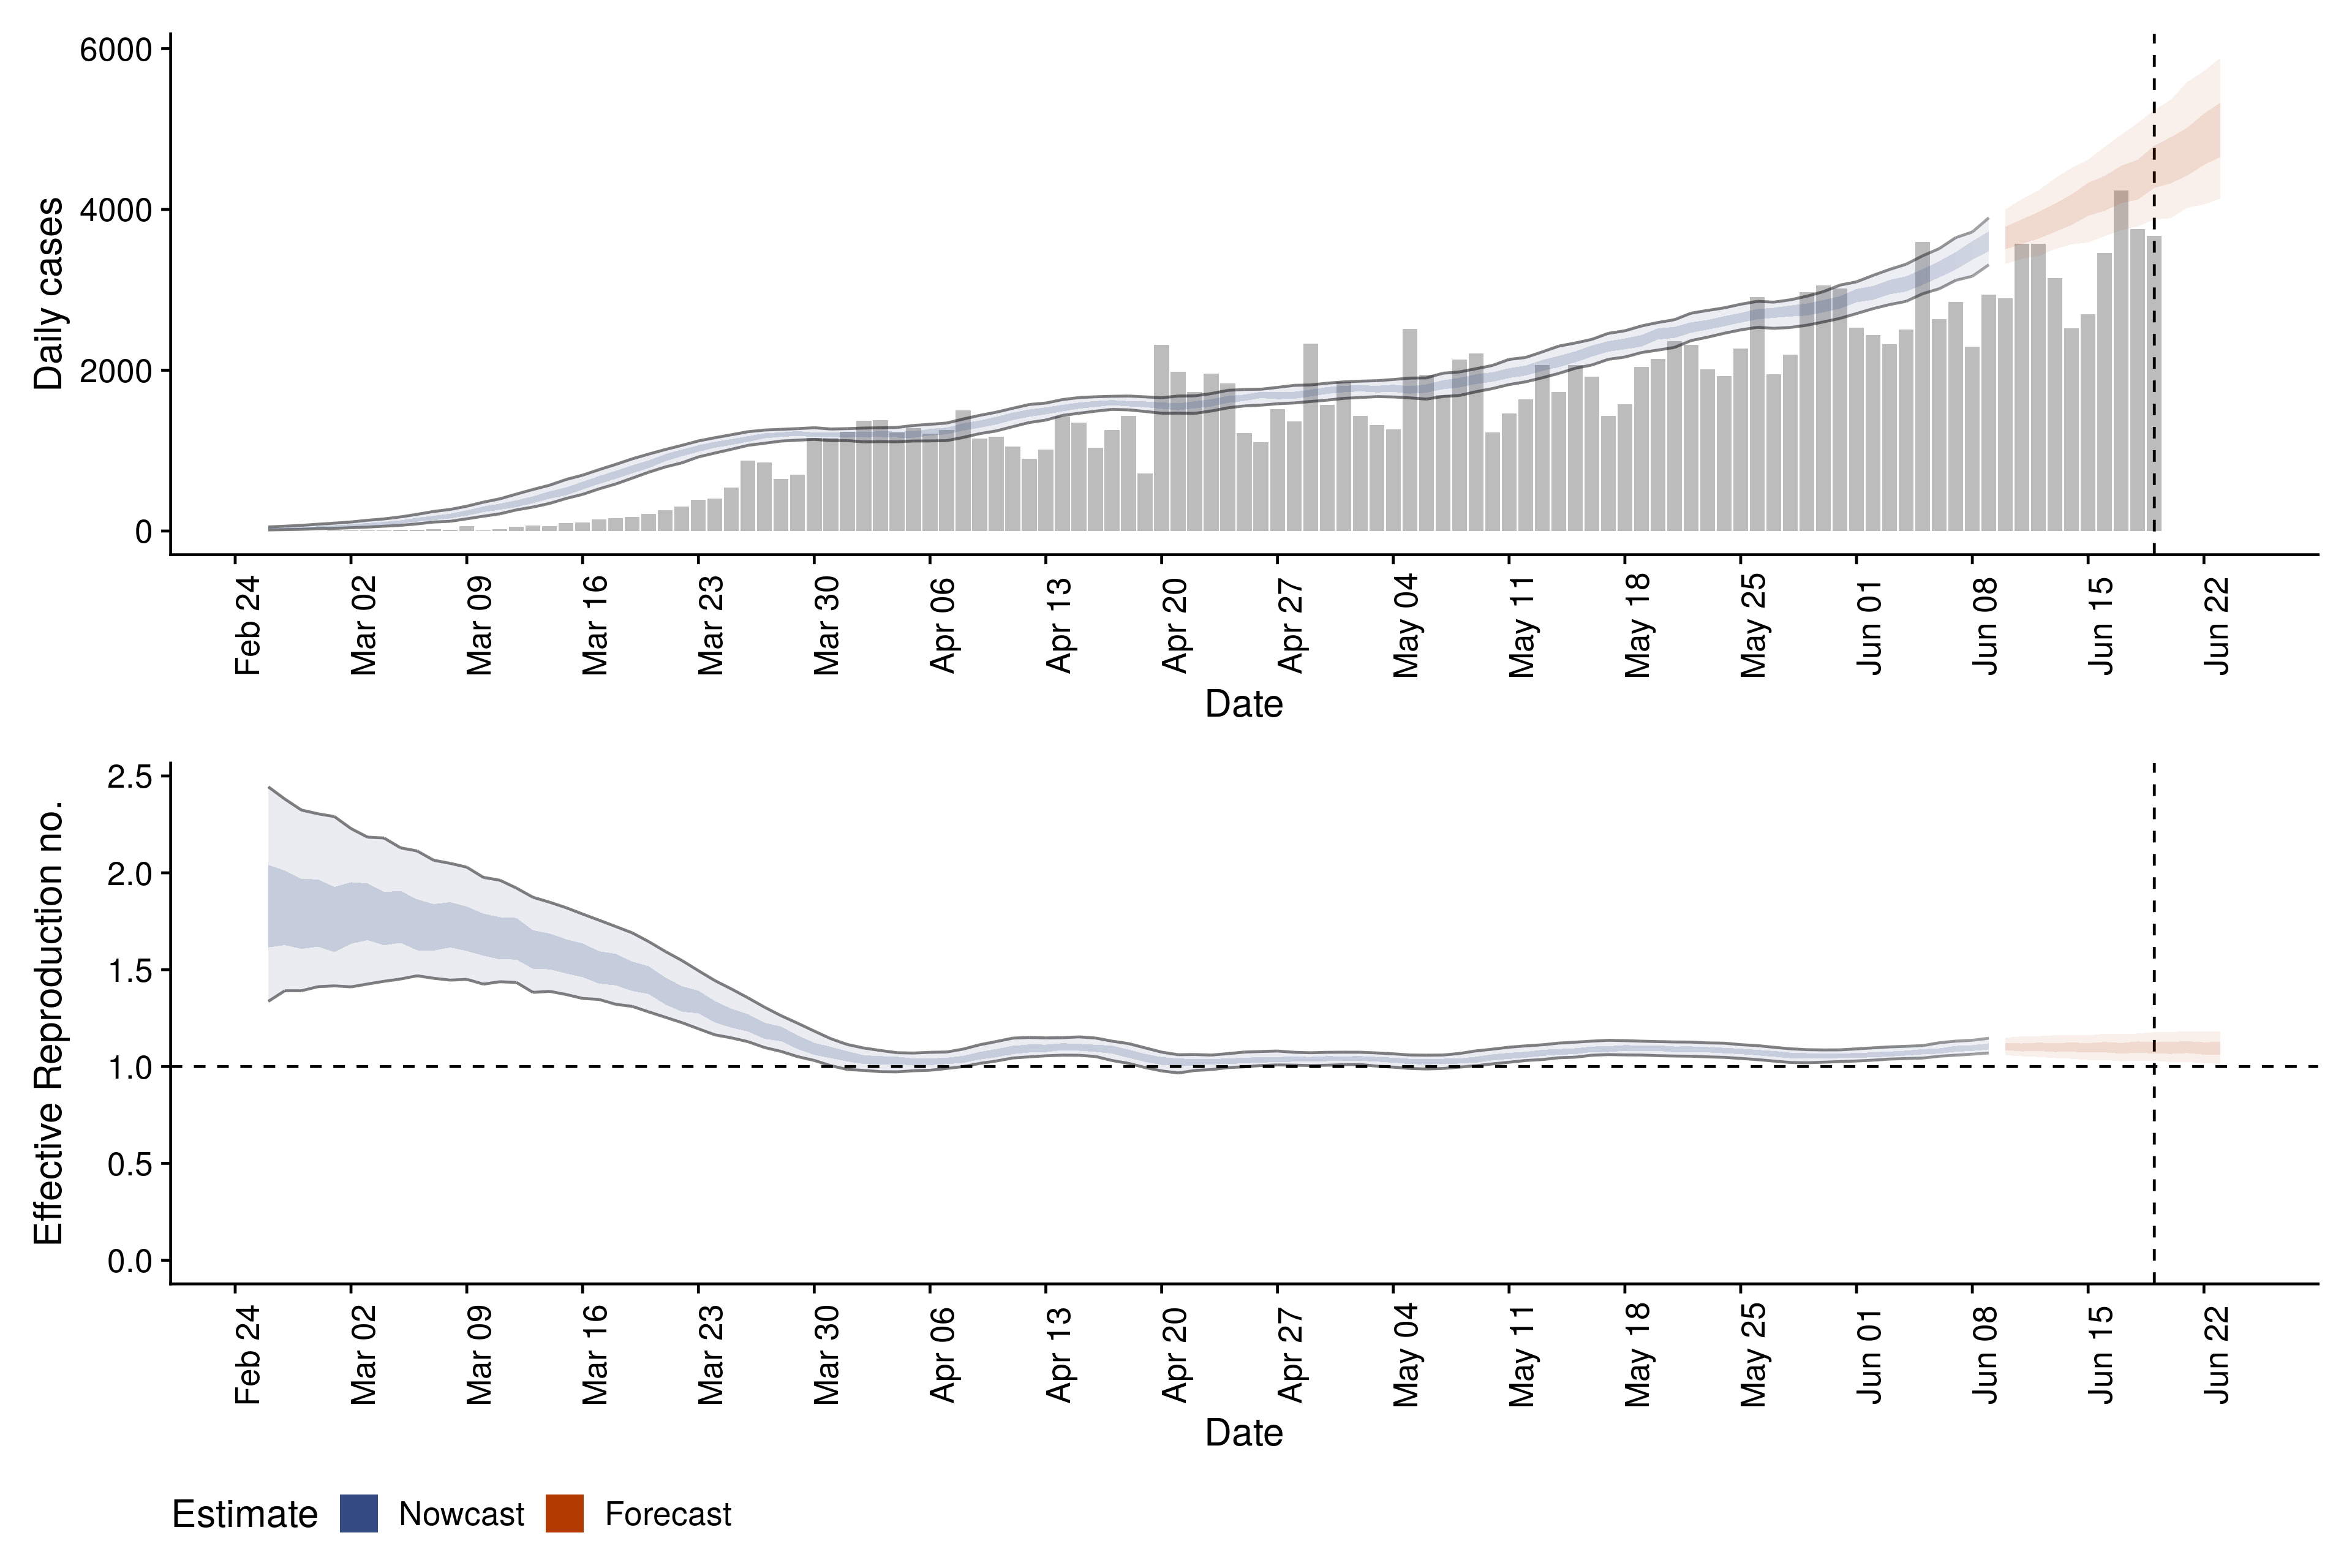 6000
4000
2000
0
Daily cases
Feb 24 Mar 02 Mar 09 Mar 16 Mar 23 Mar 30 Apr 06 Apr 13 Apr 20 Apr 27 May 04 May 11 May 18 May 25 Jun 01 Jun 08 Jun 15 Jun 22
Date
2.5
2.0
1.5
1.0
0.5
0.0
Effective Reproduction no.
Feb 24 Mar 02 Mar 09 Mar 16 Mar 23 Mar 30 Apr 06 Apr 13 Apr 20 Apr 27 May 04 May 11 May 18 May 25 Jun 01 Jun 08 Jun 15 Jun 22
Date
Estimate Nowcast Forecast